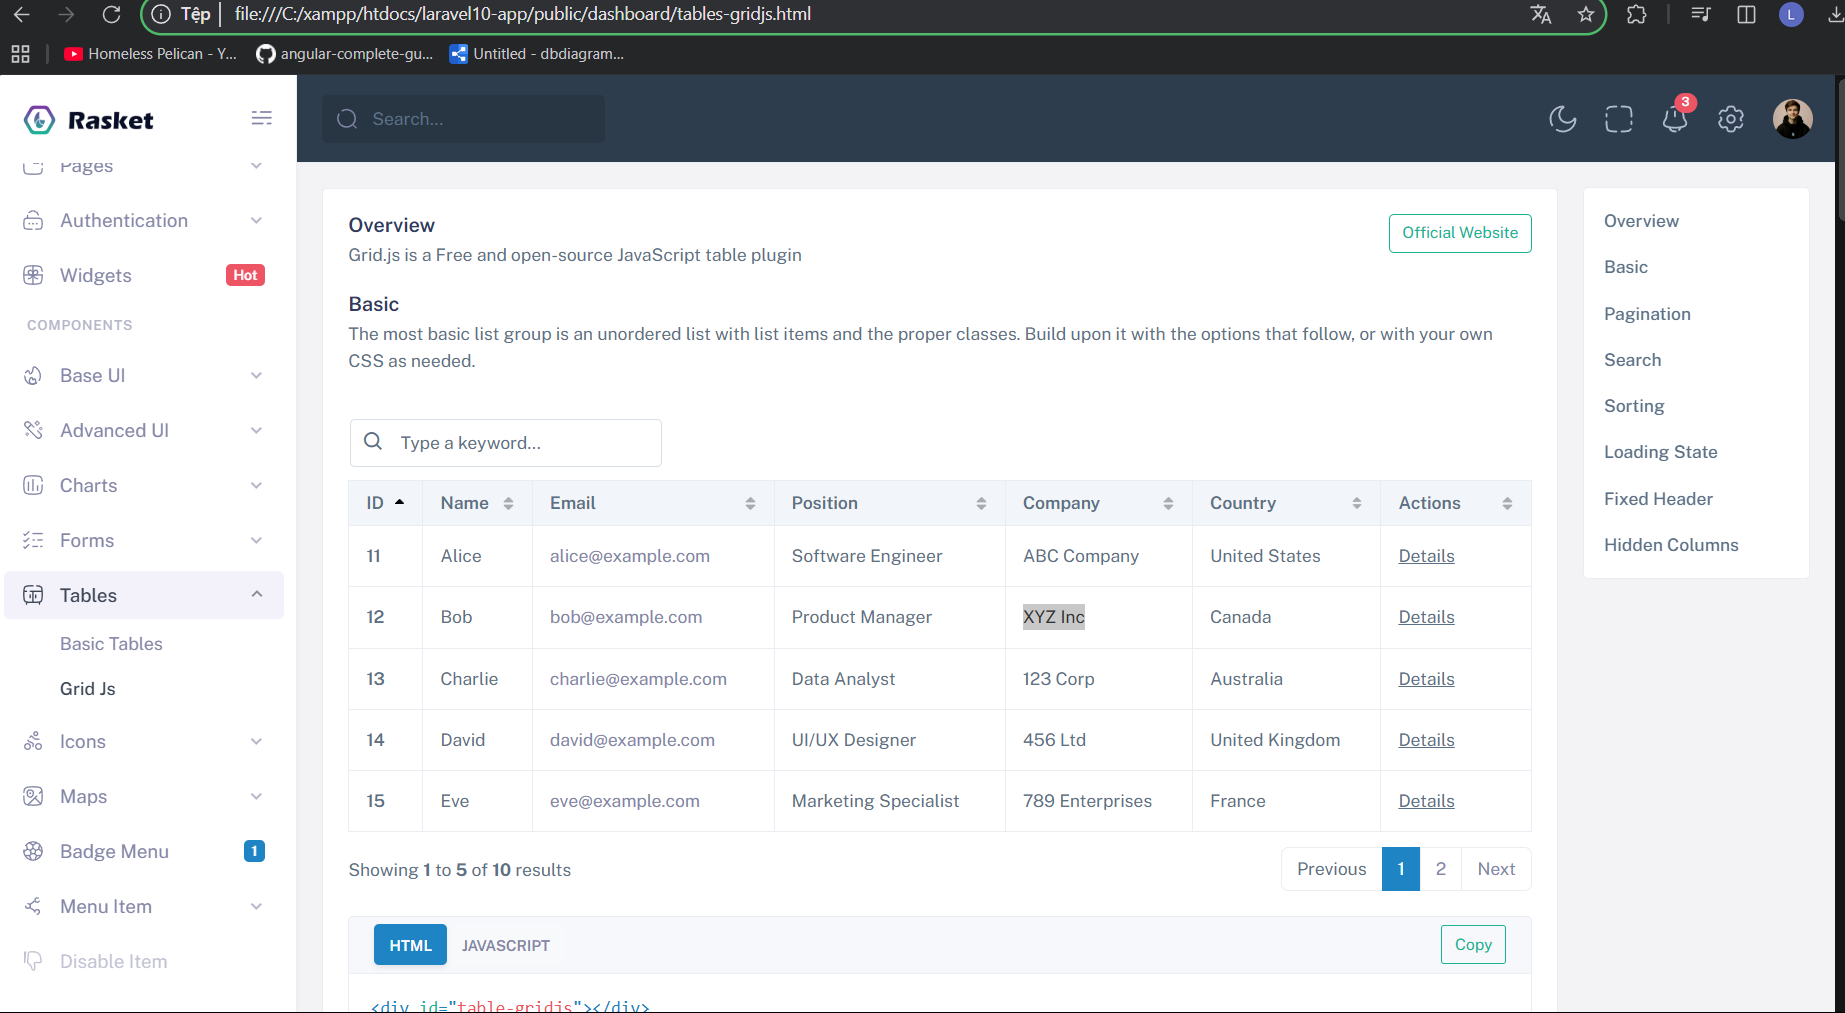 Tệp file:///C:/xampp/htdocs/laravel10-app/public/dashboard/tables-gridjs.html L
Homeless Pelican - Y... angular-complete-gu... Untitled - dbdiagram...
Rasket
Search...
3
Pages
Authentication
Widgets Hot
COMPONENTS
Base UI
Advanced UI
Charts
Forms
Tables
Basic Tables
Grid Js
Icons
Maps
Badge Menu 1
Menu Item
Disable Item
Overview
Official Website
Grid.js is a Free and open-source JavaScript table plugin
Basic
The most basic list group is an unordered list with list items and the proper classes. Build upon it with the options that follow, or with your own
CSS as needed.
Type a keyword...
ID Name Email Position Company Country Actions
11 Alice alice@example.com Software Engineer ABC Company United States Details
12 Bob bob@example.com Product Manager XYZ Inc Canada Details
13 Charlie charlie@example.com Data Analyst 123 Corp Australia Details
14 David david@example.com UI/UX Designer 456 Ltd United Kingdom Details
15 Eve eve@example.com Marketing Specialist 789 Enterprises France Details
Showing 1 to 5 of 10 results
Previous 1 2 Next
HTML JAVASCRIPT Copy
<div id="table-gridjs"></div>
Overview
Basic
Pagination
Search
Sorting
Loading State
Fixed Header
Hidden Columns